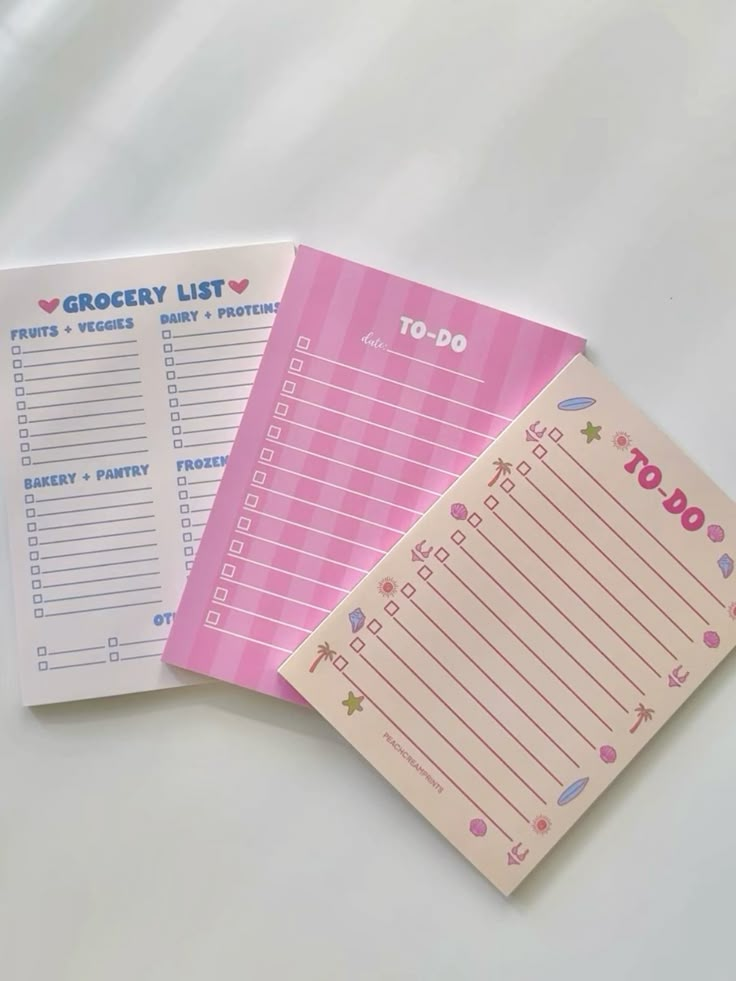 GROCERY LIST
FRUITS + VEGGIES
DAIRY + PROTEINS
BAKERY + PANTRY
FROZEN
TO-DO
date:
TO-DO
PEACHCREAMPRINTS